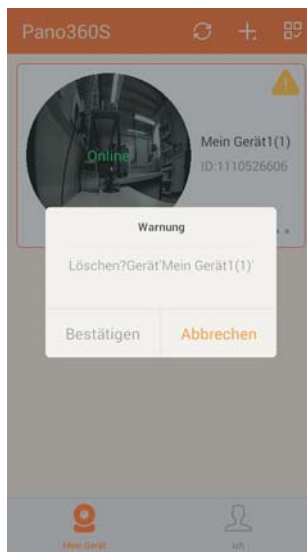 Pano360S
Online
Mein Gerät1(1)
ID:1110526606
Warnung
Löschen?Gerät'Mein Gerät1(1)'
Bestätigen
Abbrechen
Mein Gerät